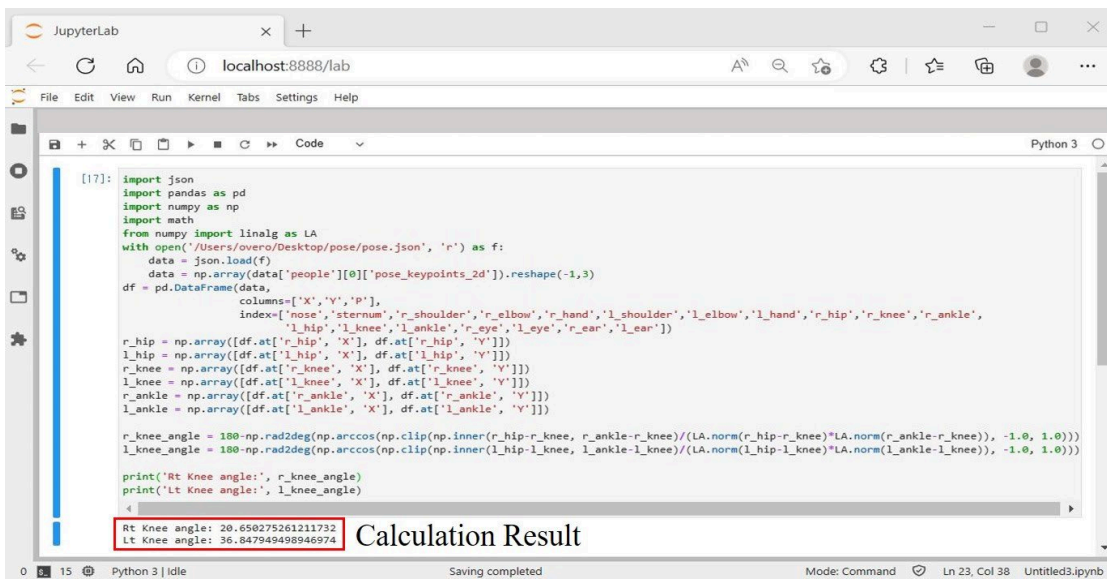 JupyterLab
localhost:8888/lab
File Edit View Run Kernel Tabs Settings Help
Code
Python 3
[17]:
import json
import pandas as pd
import numpy as np
import math
from numpy import linalg as LA
with open('/Users/overo/Desktop/pose/pose.json', 'r') as f:
    data = json.load(f)
    data = np.array(data['people'][0]['pose_keypoints_2d']).reshape(-1,3)
df = pd.DataFrame(data,
                  columns=['X','Y','P'],
                  index=['nose','sternum','r_shoulder','r_elbow','r_hand','l_shoulder','l_elbow','l_hand','r_hip','r_knee','r_ankle',
                         'l_hip','l_knee','l_ankle','r_eye','l_eye','r_ear','l_ear'])
r_hip = np.array([df.at['r_hip', 'X'], df.at['r_hip', 'Y']])
l_hip = np.array([df.at['l_hip', 'X'], df.at['l_hip', 'Y']])
r_knee = np.array([df.at['r_knee', 'X'], df.at['r_knee', 'Y']])
l_knee = np.array([df.at['l_knee', 'X'], df.at['l_knee', 'Y']])
r_ankle = np.array([df.at['r_ankle', 'X'], df.at['r_ankle', 'Y']])
l_ankle = np.array([df.at['l_ankle', 'X'], df.at['l_ankle', 'Y']])
r_knee_angle = 180-np.rad2deg(np.arccos(np.clip(np.inner(r_hip-r_knee, r_ankle-r_knee)/(LA.norm(r_hip-r_knee)*LA.norm(r_ankle-r_knee)), -1.0, 1.0)))
l_knee_angle = 180-np.rad2deg(np.arccos(np.clip(np.inner(l_hip-l_knee, l_ankle-l_knee)/(LA.norm(l_hip-l_knee)*LA.norm(l_ankle-l_knee)), -1.0, 1.0)))
print('Rt Knee angle:', r_knee_angle)
print('Lt Knee angle:', l_knee_angle)
Rt Knee angle: 20.650275261211732
Lt Knee angle: 36.847949498946974
Calculation Result
0 15 Python 3 | Idle Saving completed Mode: Command Ln 23, Col 38 Untitled3.ipynb